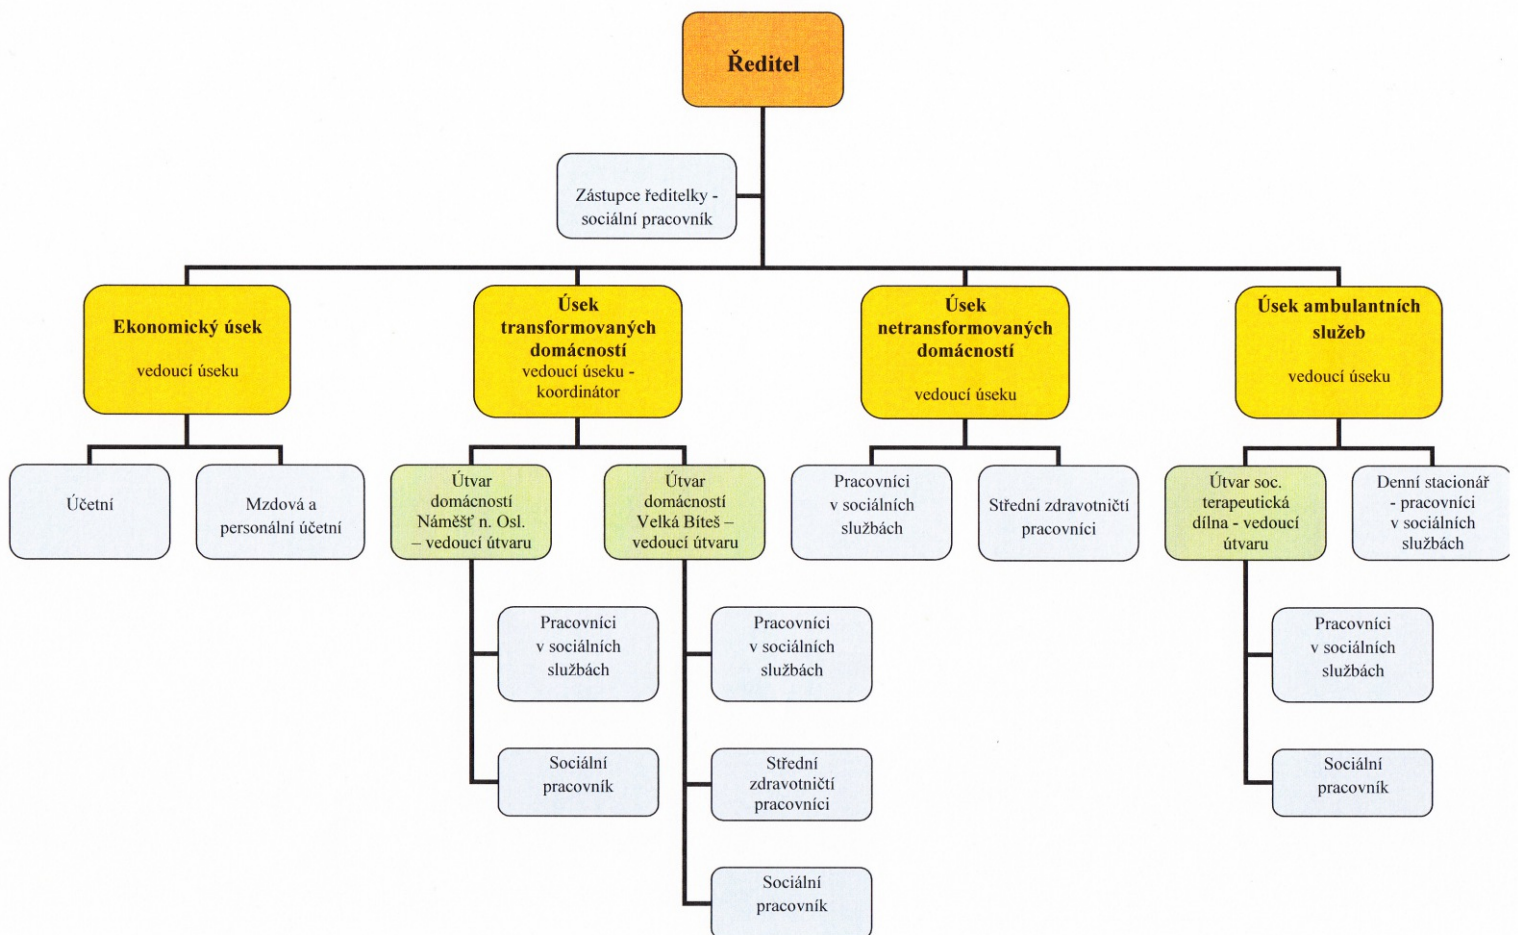 Ředitel
Zástupce ředitelky -
sociální pracovník
Ekonomický úsek
vedoucí úseku
Úsek
transformovaných
domácností
vedoucí úseku -
koordinátor
Úsek
netransformovaných
domácností
vedoucí úseku
Úsek ambulantních
služeb
vedoucí úseku
Účetní
Mzdová a
personální účetní
Útvar
domácností
Náměšť n. Osl.
– vedoucí útvaru
Útvar
domácností
Velká Bíteš –
vedoucí útvaru
Pracovníci
v sociálních
službách
Střední zdravotničtí
pracovníci
Útvar soc.
terapeutická
dílna - vedoucí
útvaru
Denní stacionář
- pracovníci
v sociálních
službách
Pracovníci
v sociálních
službách
Sociální
pracovník
Pracovníci
v sociálních
službách
Střední
zdravotničtí
pracovníci
Sociální
pracovník
Pracovníci
v sociálních
službách
Sociální
pracovník